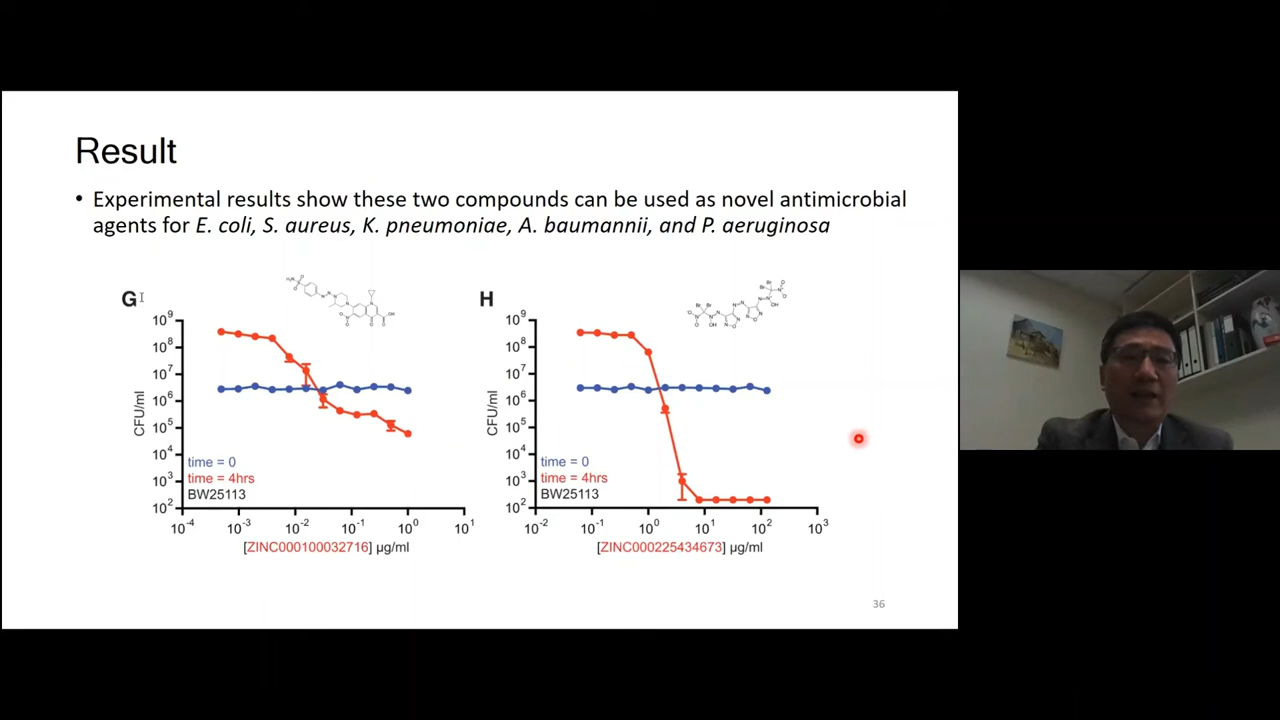 Result
• Experimental results show these two compounds can be used as novel antimicrobial
agents for E. coli, S. aureus, K. pneumoniae, A. baumannii, and P. aeruginosa
G
10⁹
10⁸
10⁷
10⁶
10⁵
10⁴
10³
10²
CFU/ml
time = 0
time = 4hrs
BW25113
10⁻⁴ 10⁻³ 10⁻² 10⁻¹ 10⁰ 10¹
[ZINC000100032716] µg/ml
H
10⁹
10⁸
10⁷
10⁶
10⁵
10⁴
10³
10²
CFU/ml
time = 0
time = 4hrs
BW25113
10⁻² 10⁻¹ 10⁰ 10¹ 10² 10³
[ZINC000225434673] µg/ml
36